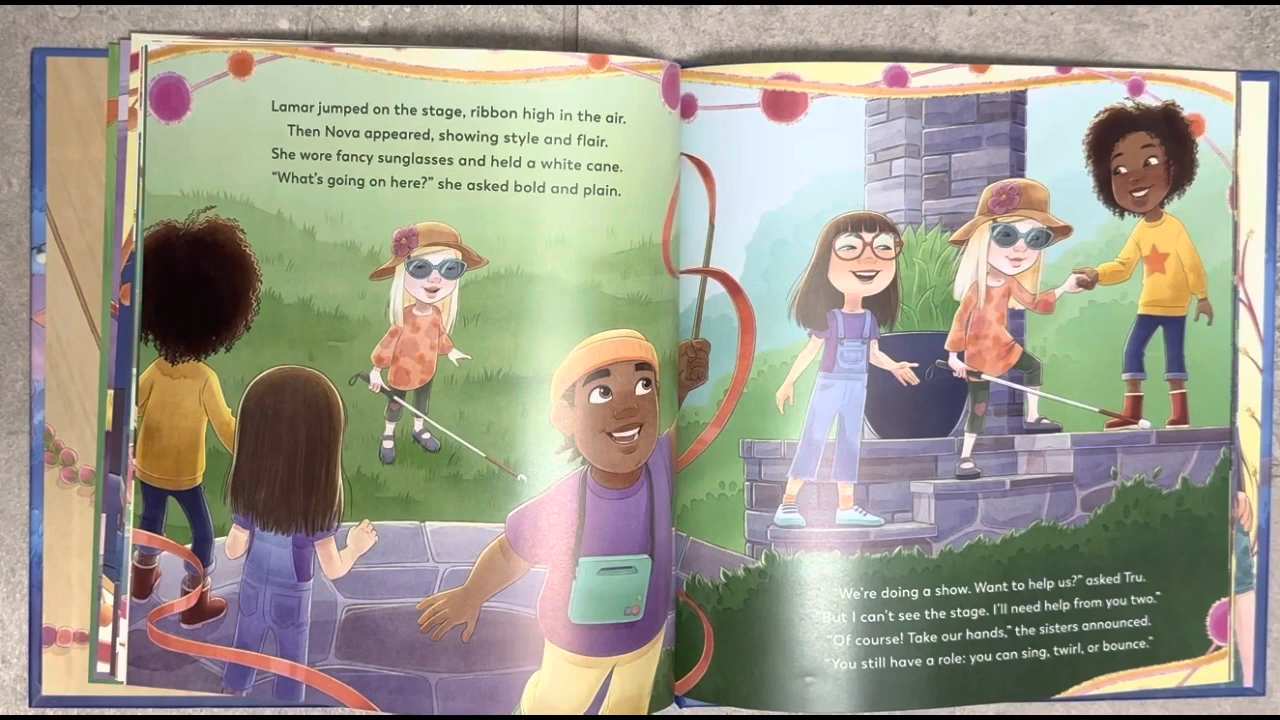 Lamar jumped on the stage, ribbon high in the air.
Then Nova appeared, showing style and flair.
She wore fancy sunglasses and held a white cane.
"What's going on here?" she asked bold and plain.
"We're doing a show. Want to help us?" asked Tru.
"But I can't see the stage. I'll need help from you two."
"Of course! Take our hands," the sisters announced.
"You still have a role: you can sing, twirl, or bounce."